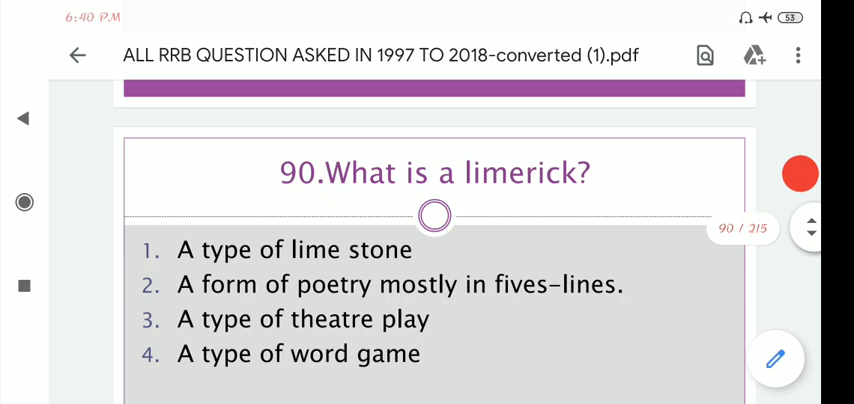 6:40 PM
53
ALL RRB QUESTION ASKED IN 1997 TO 2018-converted (1).pdf
90.What is a limerick?
90 / 215
1. A type of lime stone
2. A form of poetry mostly in fives-lines.
3. A type of theatre play
4. A type of word game